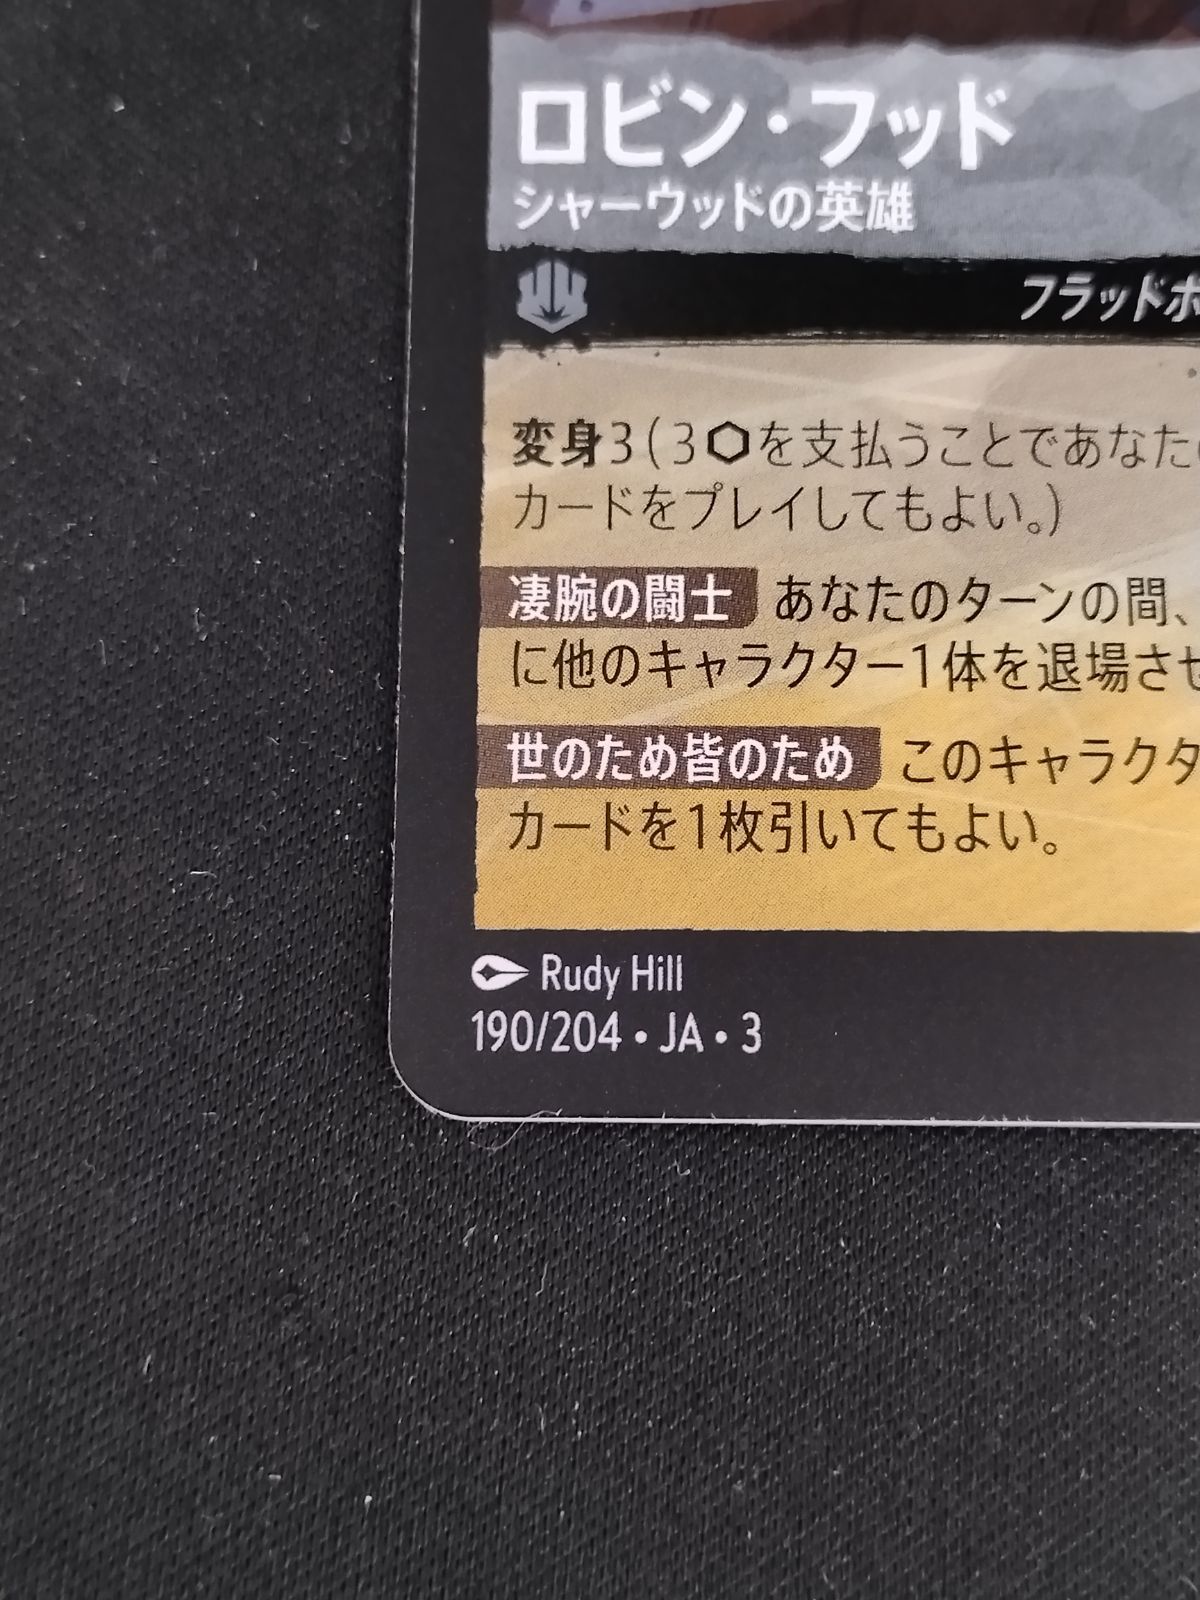 ロビン・フッド
シャーウッドの英雄
フラッドボ
変身3(3⬡を支払うことであなた
カードをプレイしてもよい。)
凄腕の闘士 あなたのターンの間、
に他のキャラクター1体を退場させ
世のため皆のため このキャラクタ
カードを1枚引いてもよい。
Rudy Hill
190/204 • JA • 3